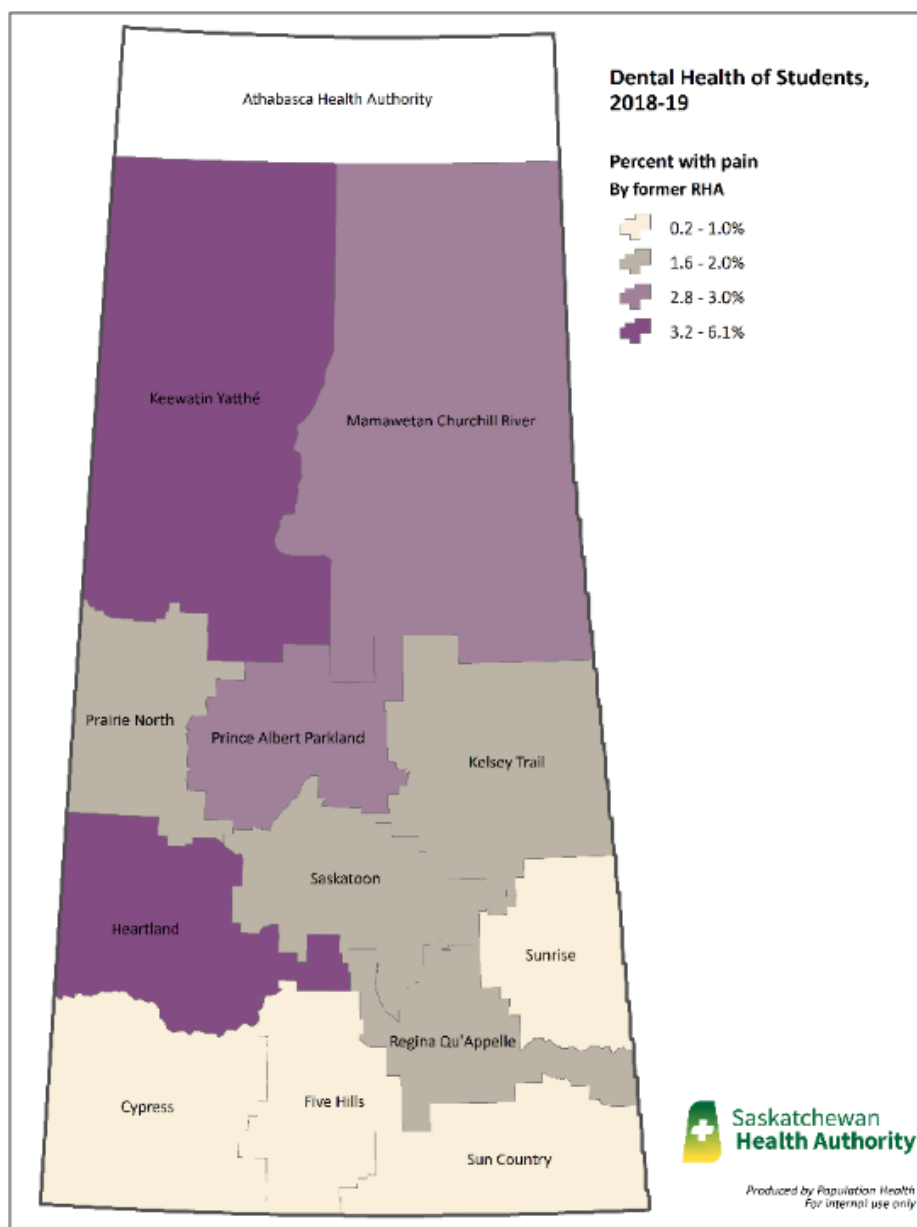 Athabasca Health Authority
Dental Health of Students,
2018-19
Percent with pain
By former RHA
0.2 - 1.0%
1.6 - 2.0%
2.8 - 3.0%
3.2 - 6.1%
Keewatin Yatthé
Mamawetan Churchill River
Prairie North
Prince Albert Parkland
Kelsey Trail
Saskatoon
Heartland
Sunrise
Regina Qu'Appelle
Cypress
Five Hills
Sun Country
Saskatchewan
Health Authority
Produced by Population Health
For internal use only